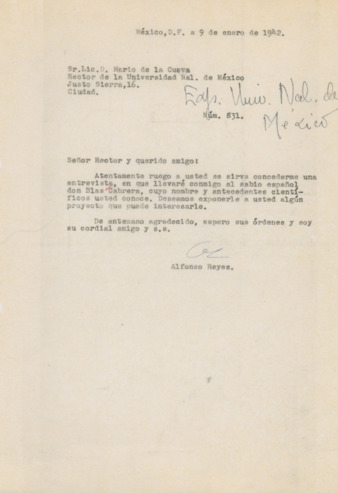 México, D.F. a 9 de enero de 1942.
Sr.Lic.D. Mario de la Cueva
Rector de la Universidad Nal. de México
Justo Sierra,16.
Ciudad.
Exp. Univ. Nal. de
México
Núm. 531.
Señor Rector y querido amigo:
Atentamente ruego a usted se sirva concederme una
entrevista, en que llevaré conmigo al sabio español
don Blas Cabrera, cuyo nombre y antecedentes cientí-
ficos usted conoce. Deseamos exponerle a usted algún
proyecto que puede interesarle.
De antemano agradecido, espero sus órdenes y soy
su cordial amigo y s.s.
Alfonso Reyes.